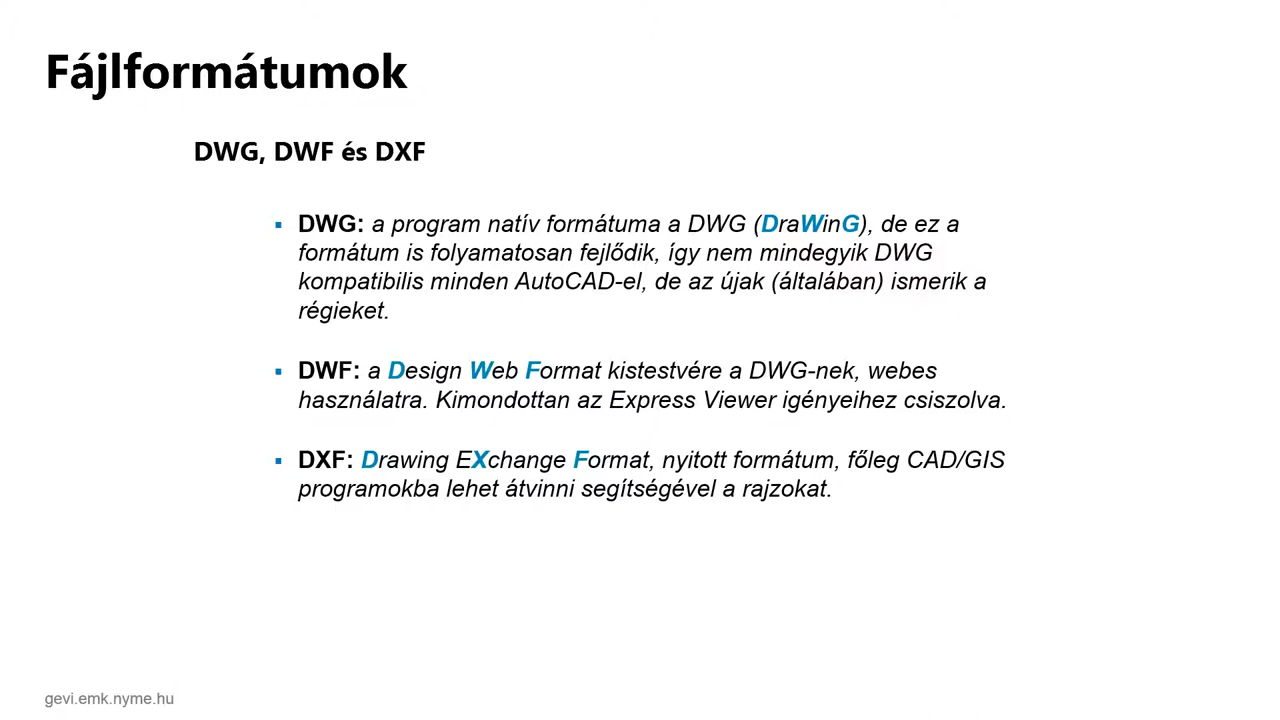 Fájlformátumok
DWG, DWF és DXF
▪ DWG: a program natív formátuma a DWG (DraWinG), de ez a
formátum is folyamatosan fejlődik, így nem mindegyik DWG
kompatibilis minden AutoCAD-el, de az újak (általában) ismerik a
régieket.
▪ DWF: a Design Web Format kistestvére a DWG-nek, webes
használatra. Kimondottan az Express Viewer igényeihez csiszolva.
▪ DXF: Drawing EXchange Format, nyitott formátum, főleg CAD/GIS
programokba lehet átvinni segítségével a rajzokat.
gevi.emk.nyme.hu